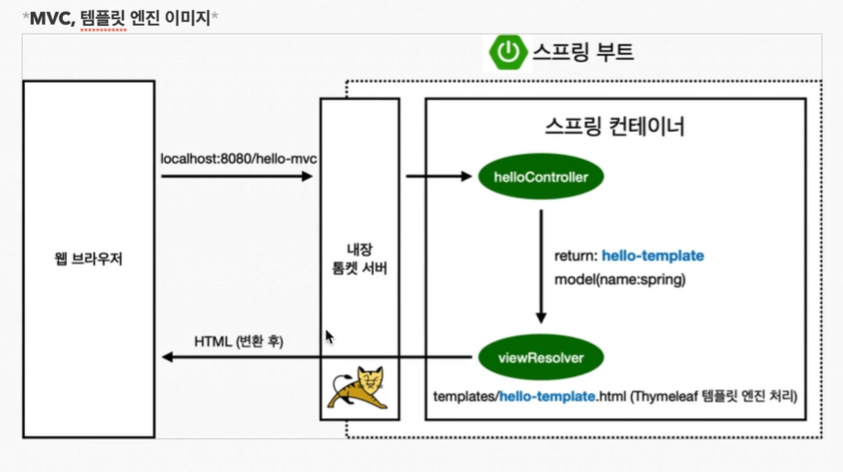 *MVC, 템플릿 엔진 이미지*
스프링 부트
스프링 컨테이너
localhost:8080/hello-mvc
helloController
웹 브라우저
내장
톰켓 서버
return: hello-template
model(name:spring)
HTML (변환 후)
viewResolver
templates/hello-template.html (Thymeleaf 템플릿 엔진 처리)